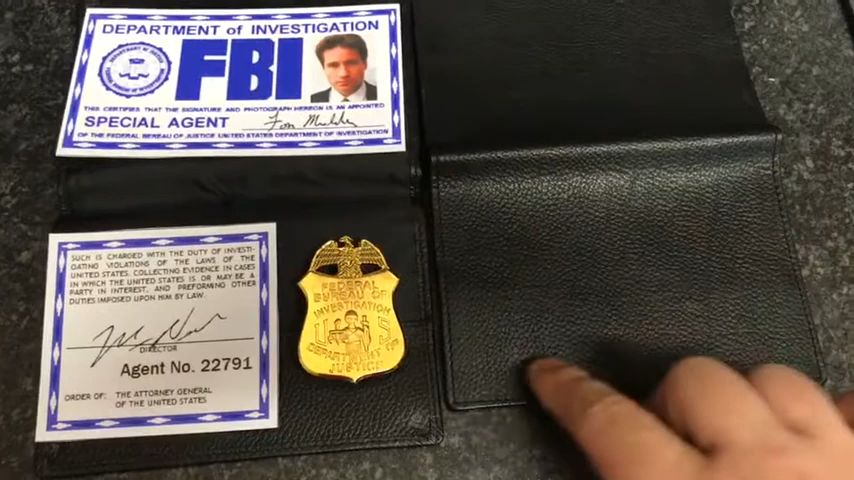 DEPARTMENT of INVESTIGATION
FBI
THIS CERTIFIES THAT THE SIGNATURE AND PHOTOGRAPH HEREON IS AN APPOINTED
SPECIAL AGENT
of the FEDERAL BUREAU of JUSTICE UNITED STATES DEPARTMENT of INVESTIGATION
SUCH IS CHARGED WITH THE DUTY OF INVEST-
IGATING VIOLATIONS OF THE LAWS OF THE
UNITED STATES, COLLECTING EVIDENCE IN CASES
IN WHICH THE UNITED STATES IS OR MAY BE A
PARTY IN INTEREST, AND PREFORMING OTHER
DUTIES IMPOSED UPON HIM BY LAW.
DIRECTOR
Agent No. 22791
ORDER OF: THE ATTORNEY GENERAL
OF THE UNITED STATES
FEDERAL
BUREAU OF
INVESTIGATION
U S
DEPARTMENT OF
JUSTICE